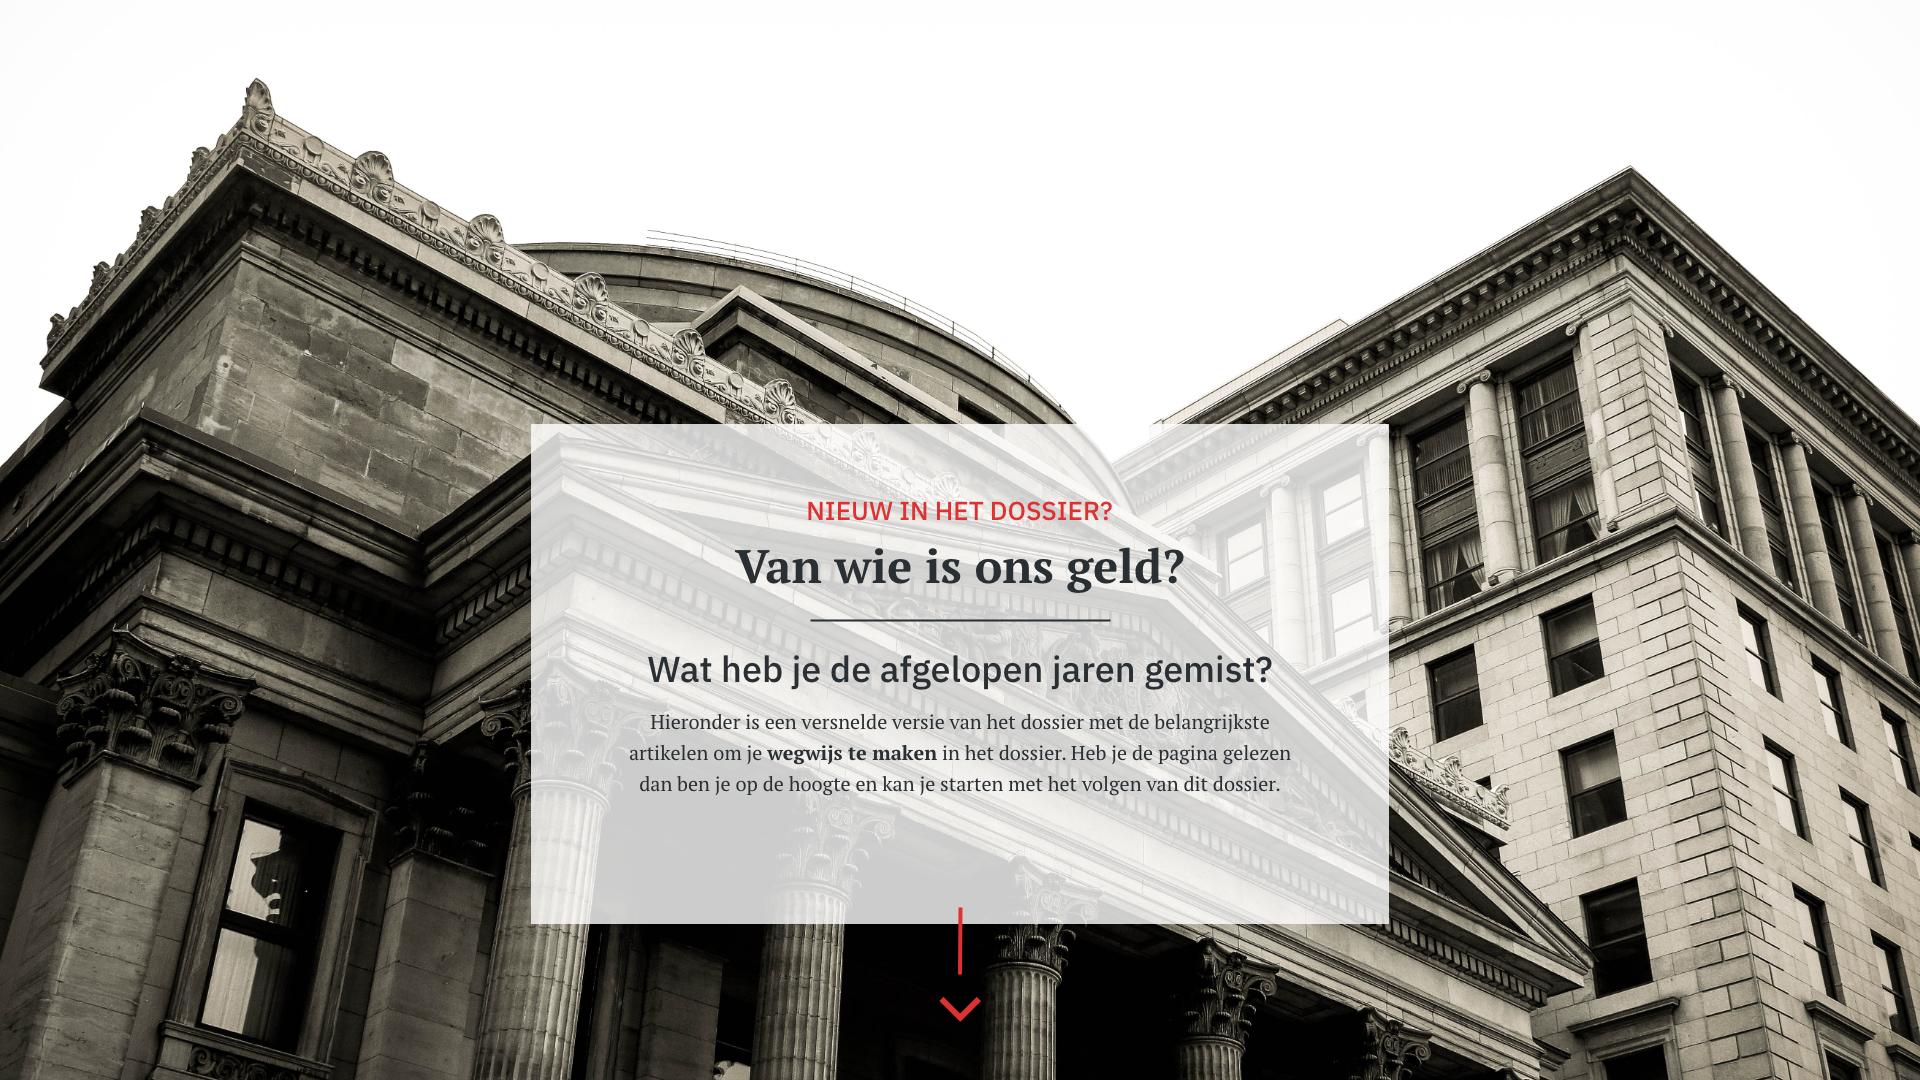 NIEUW IN HET DOSSIER?
Van wie is ons geld?
Wat heb je de afgelopen jaren gemist?
Hieronder is een versnelde versie van het dossier met de belangrijkste
artikelen om je wegwijs te maken in het dossier. Heb je de pagina gelezen
dan ben je op de hoogte en kan je starten met het volgen van dit dossier.